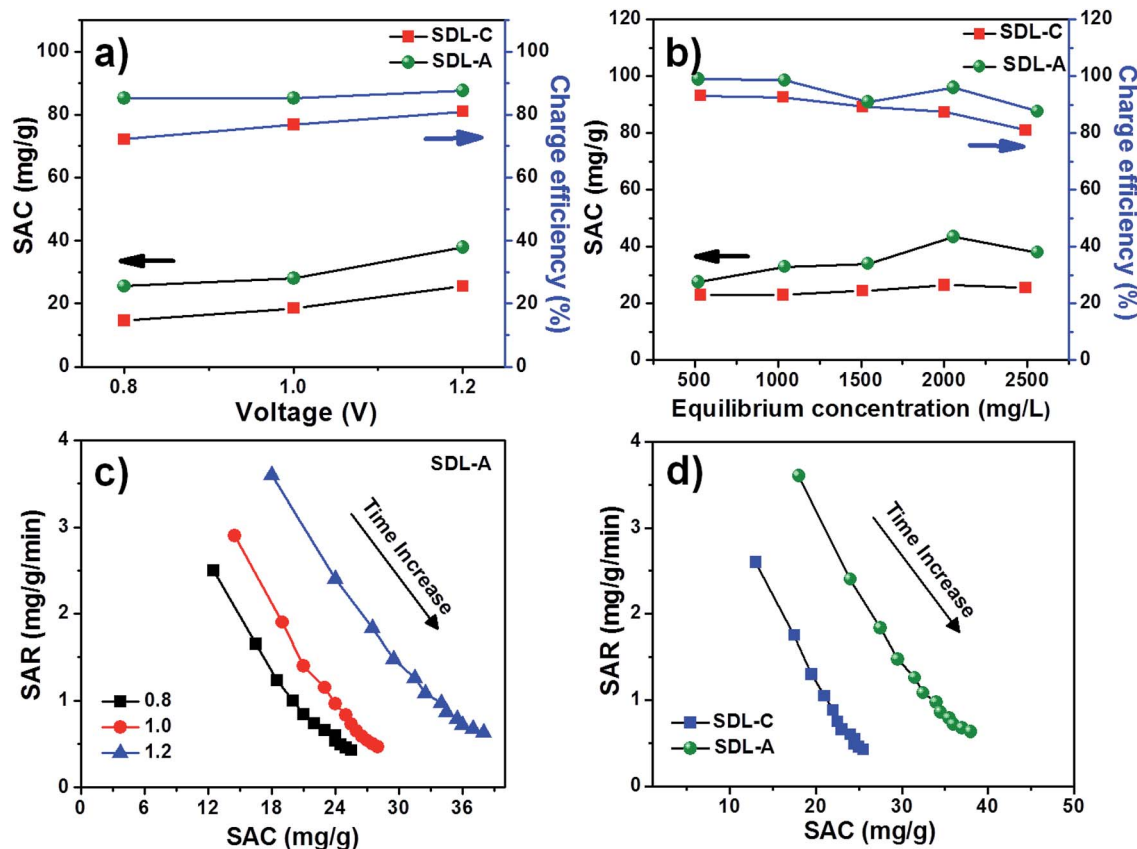 a)
SDL-C
SDL-A
SAC (mg/g)
100
80
60
40
20
0
100
80
60
40
20
0
Charge efficiency (%)
0.8
1.0
1.2
Voltage (V)
b)
SDL-C
SDL-A
SAC (mg/g)
120
100
80
60
40
20
0
120
100
80
60
40
20
0
Charge efficiency (%)
500
1000
1500
2000
2500
Equilibrium concentration (mg/L)
c)
SDL-A
Time Increase
SAR (mg/g/min)
4
3
2
1
0
0.8
1.0
1.2
0
6
12
18
24
30
36
SAC (mg/g)
d)
Time Increase
SAR (mg/g/min)
4
3
2
1
0
SDL-C
SDL-A
10
20
30
40
50
SAC (mg/g)